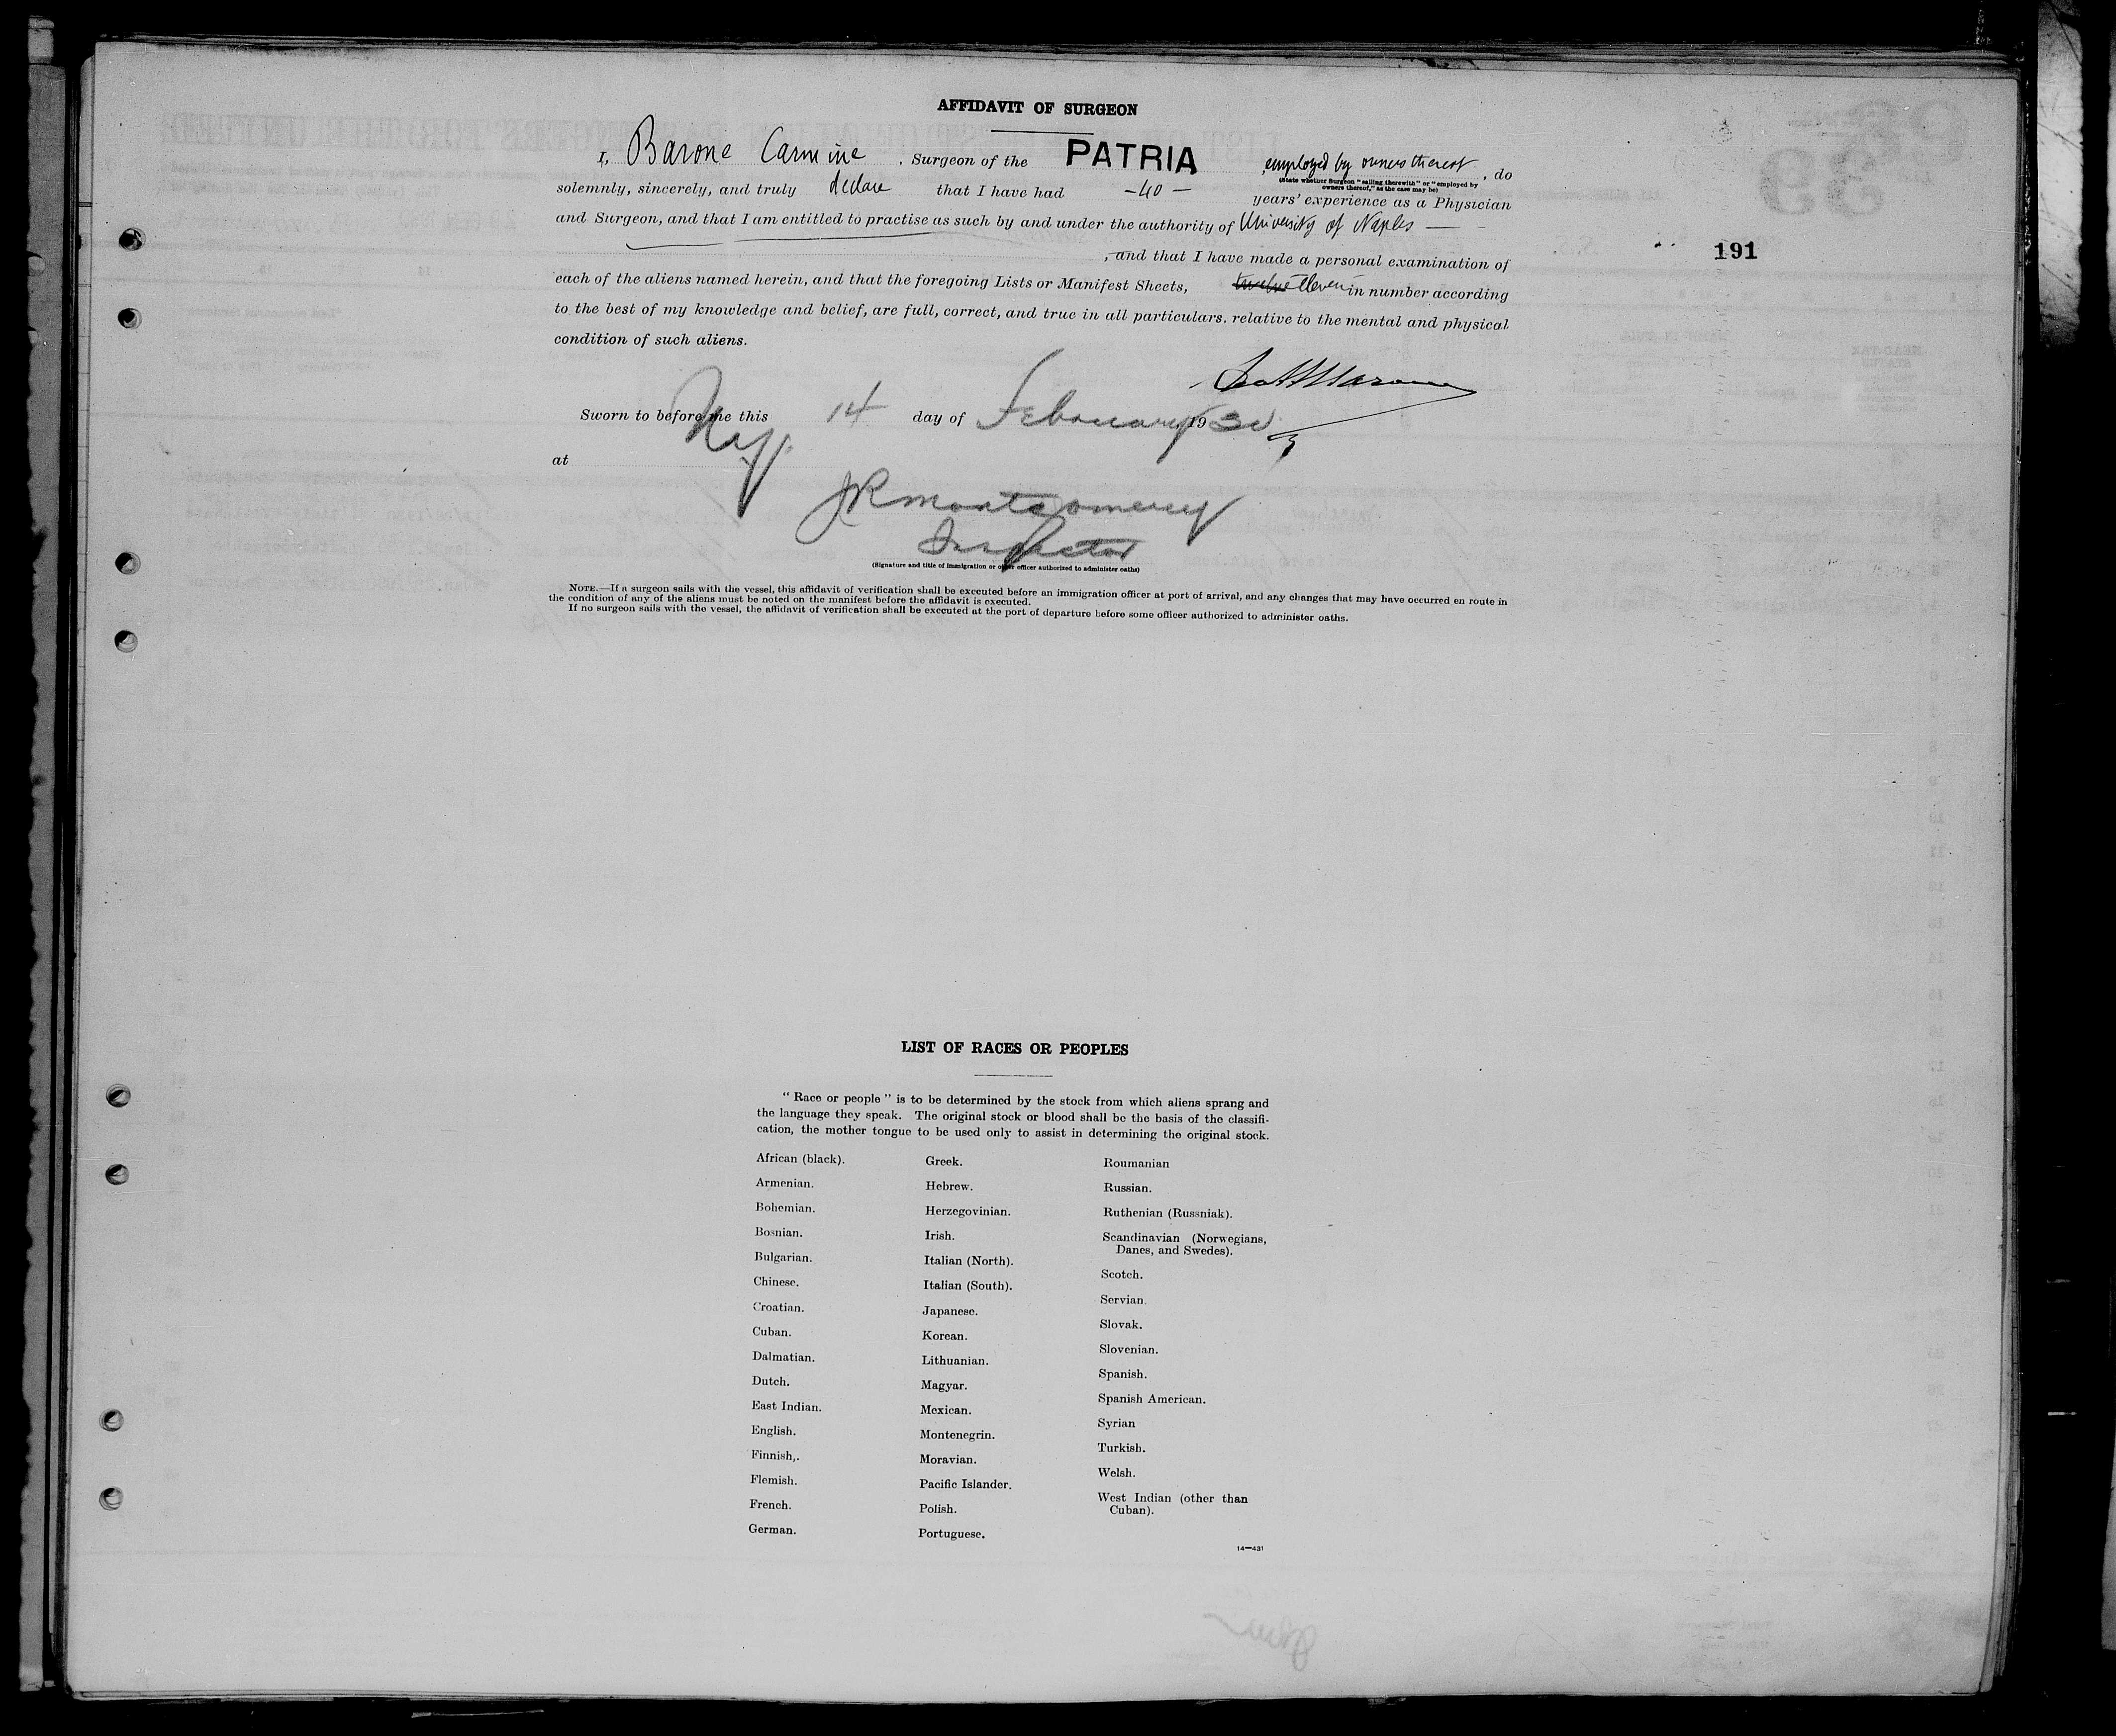 AFFIDAVIT OF SURGEON
I, Barone Carmine , Surgeon of the PATRIA , employed by owners thereof , do
(State whether Surgeon "sailing therewith" or "employed by
owners thereof," as the case may be)
solemnly, sincerely, and truly declare that I have had -40- years' experience as a Physician
and Surgeon, and that I am entitled to practise as such by and under the authority of University of Naples —
, and that I have made a personal examination of
191
each of the aliens named herein, and that the foregoing Lists or Manifest Sheets, twelve eleven in number according
to the best of my knowledge and belief, are full, correct, and true in all particulars, relative to the mental and physical
condition of such aliens.
Sworn to before me this 14 day of February, 1930
at N.Y.
J R Montgomery
Inspector
(Signature and title of immigration or other officer authorized to administer oaths)
NOTE.—If a surgeon sails with the vessel, this affidavit of verification shall be executed before an immigration officer at port of arrival, and any changes that may have occurred en route in
the condition of any of the aliens must be noted on the manifest before the affidavit is executed.
If no surgeon sails with the vessel, the affidavit of verification shall be executed at the port of departure before some officer authorized to administer oaths.
LIST OF RACES OR PEOPLES
" Race or people " is to be determined by the stock from which aliens sprang and
the language they speak. The original stock or blood shall be the basis of the classifi-
cation, the mother tongue to be used only to assist in determining the original stock.
African (black).
Armenian.
Bohemian.
Bosnian.
Bulgarian.
Chinese.
Croatian.
Cuban.
Dalmatian.
Dutch.
East Indian.
English.
Finnish,.
Flemish.
French.
German.
Greek.
Hebrew.
Herzegovinian.
Irish.
Italian (North).
Italian (South).
Japanese.
Korean.
Lithuanian.
Magyar.
Mexican.
Montenegrin.
Moravian.
Pacific Islander.
Polish.
Portuguese.
Roumanian
Russian.
Ruthenian (Russniak).
Scandinavian (Norwegians,
Danes, and Swedes).
Scotch.
Servian.
Slovak.
Slovenian.
Spanish.
Spanish American.
Syrian
Turkish.
Welsh.
West Indian (other than
Cuban).
14—431